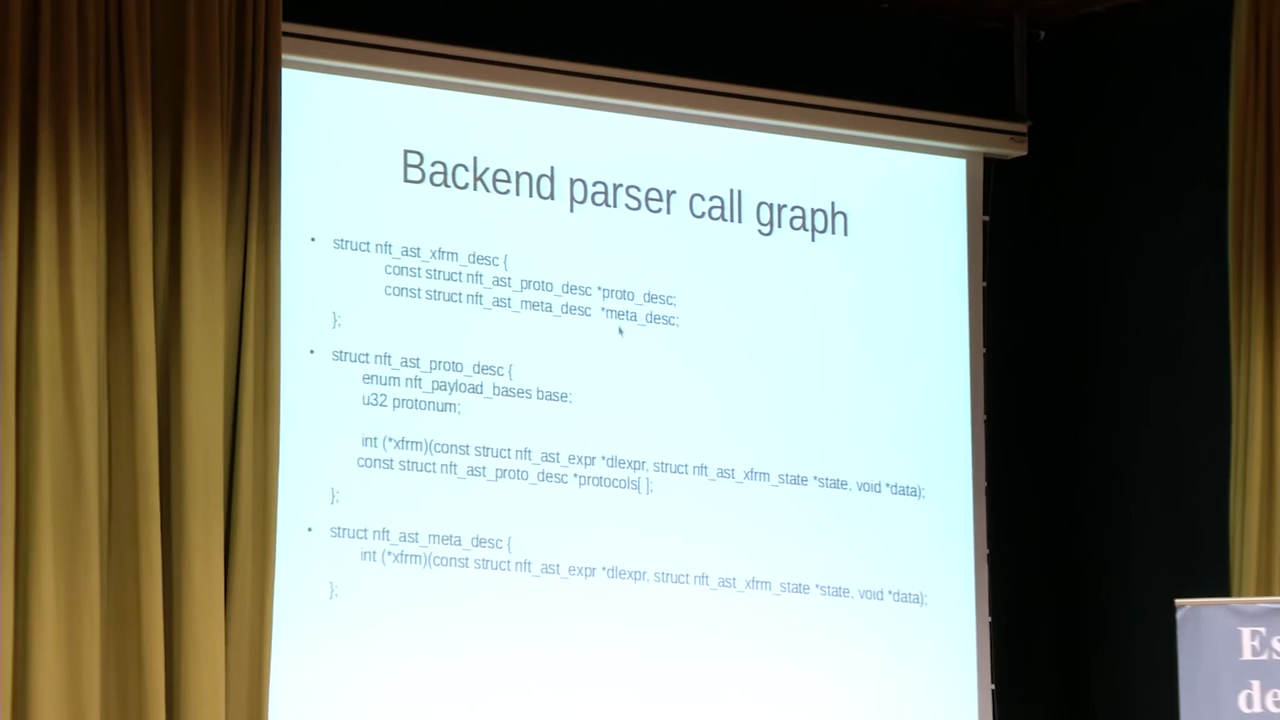 Backend parser call graph
• struct nft_ast_xfrm_desc {
const struct nft_ast_proto_desc *proto_desc;
const struct nft_ast_meta_desc *meta_desc;
};
• struct nft_ast_proto_desc {
enum nft_payload_bases base;
u32 protonum;
int (*xfrm)(const struct nft_ast_expr *dlexpr, struct nft_ast_xfrm_state *state, void *data);
const struct nft_ast_proto_desc *protocols[ ];
};
• struct nft_ast_meta_desc {
int (*xfrm)(const struct nft_ast_expr *dlexpr, struct nft_ast_xfrm_state *state, void *data);
};
Es
de